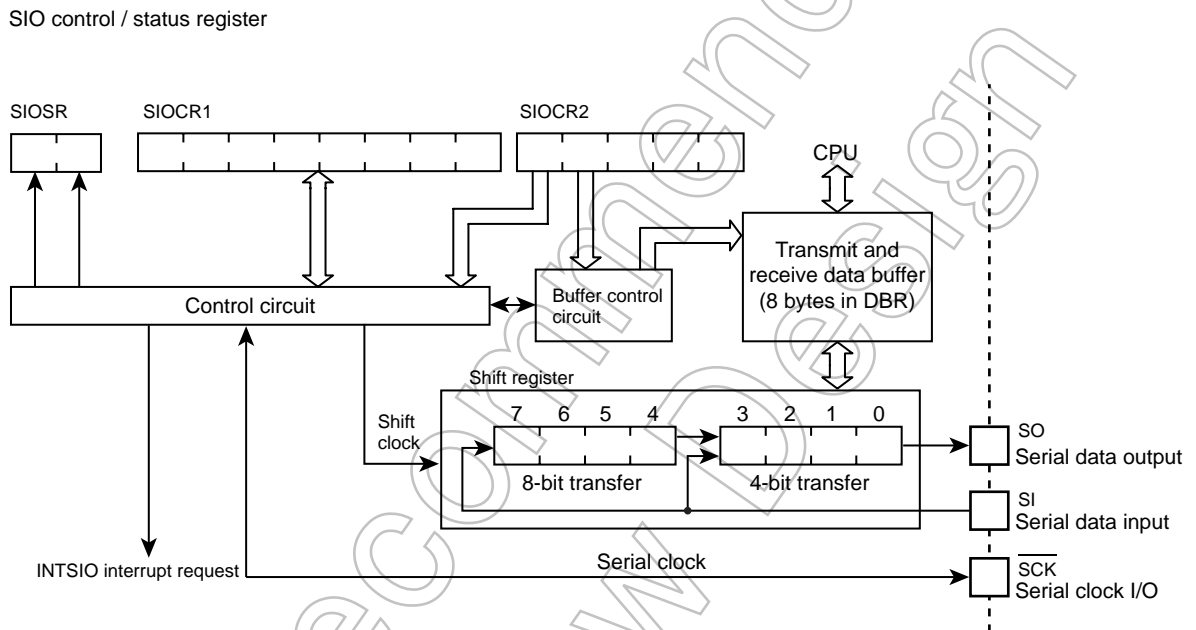 SIO control / status register
SIOSR
SIOCR1
SIOCR2
CPU
Transmit and
receive data buffer
(8 bytes in DBR)
Control circuit
Buffer control
circuit
Shift register
7 6 5 4 3 2 1 0
Shift
clock
8-bit transfer
4-bit transfer
SO
Serial data output
SI
Serial data input
INTSIO interrupt request
Serial clock
SCK
Serial clock I/O